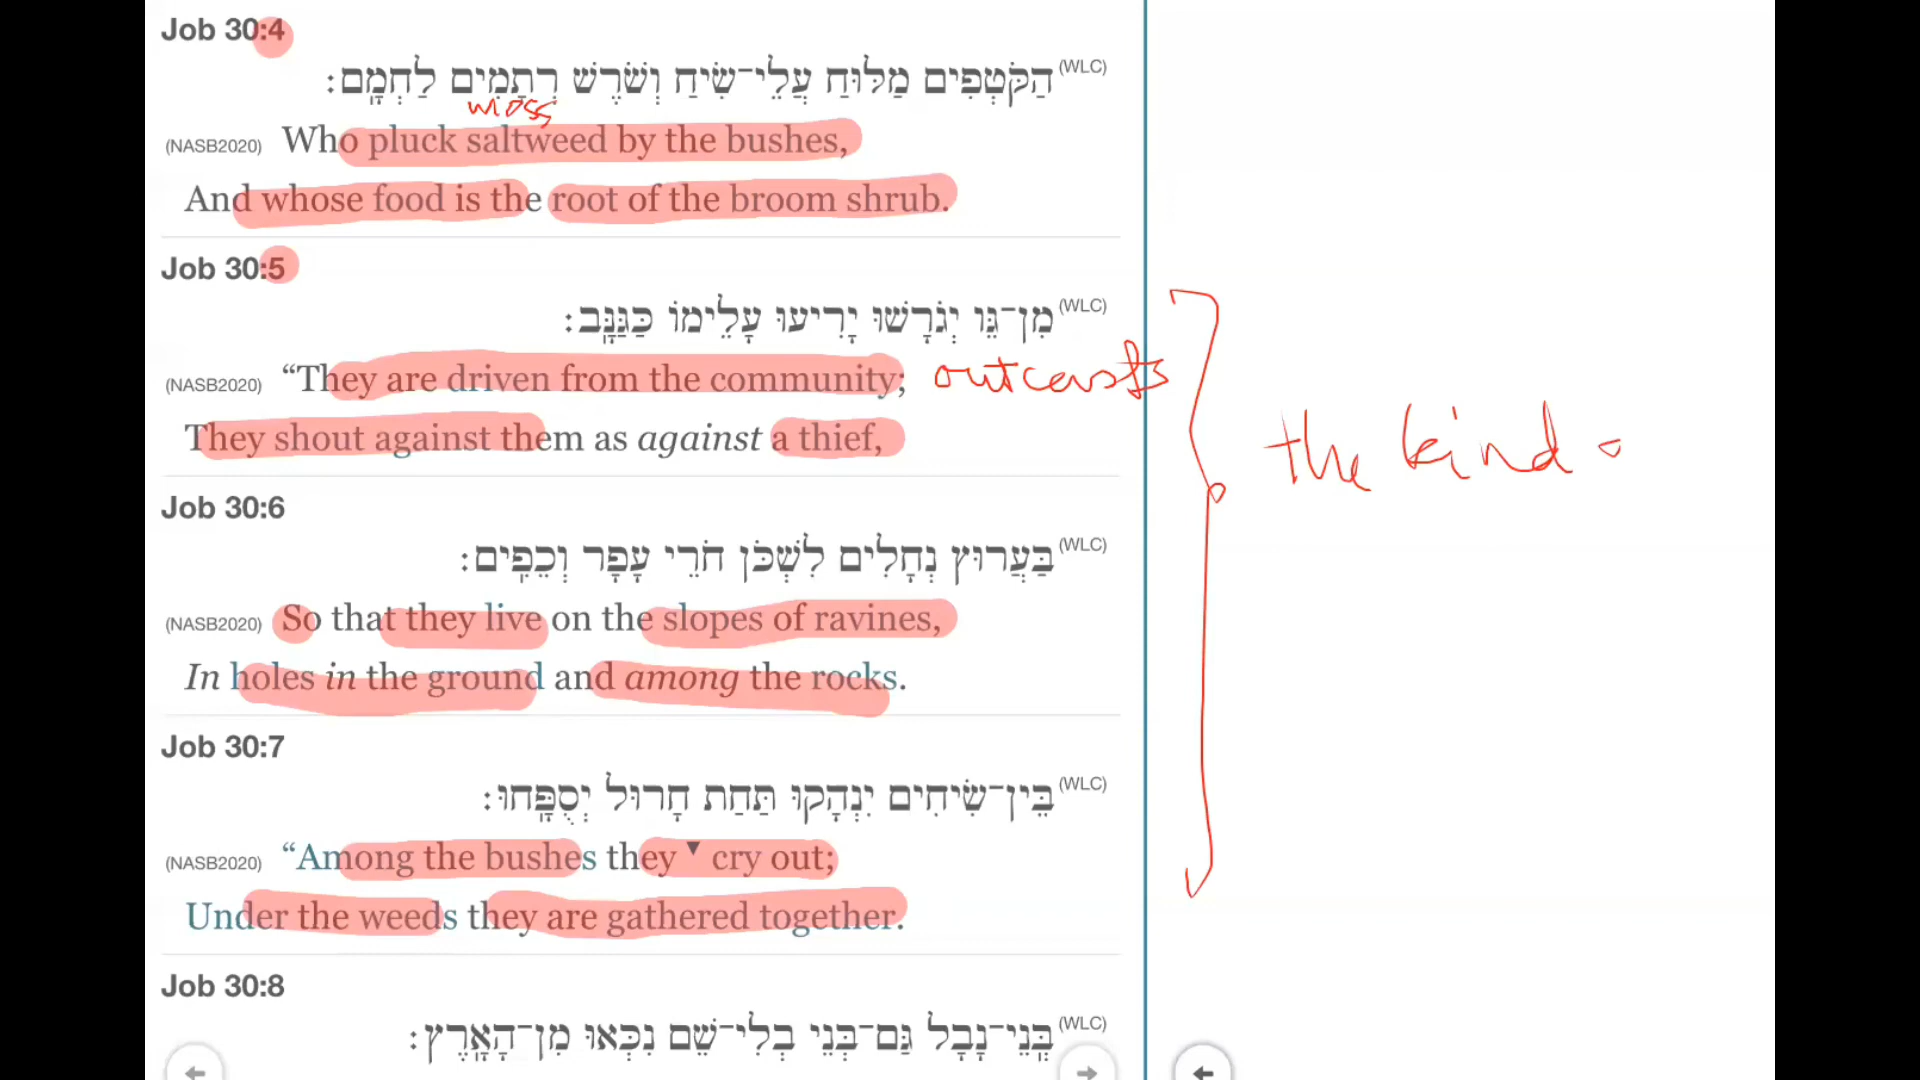 Job 30:4
הַקֹּטְפִים מַלּוּחַ עֲלֵי־שִׂיחַ וְשֹׁרֶשׁ רְתָמִים לַחְמָם׃ (WLC)
moss
(NASB2020) Who pluck saltweed by the bushes,
And whose food is the root of the broom shrub.
Job 30:5
מִן־גֵּו יְגֹרָשׁוּ יָרִיעוּ עָלֵימוֹ כַּגַּנָּב׃ (WLC)
(NASB2020) “They are driven from the community; outcasts
They shout against them as against a thief,
the kind o
Job 30:6
בַּעֲרוּץ נְחָלִים לִשְׁכֹּן חֹרֵי עָפָר וְכֵפִים׃ (WLC)
(NASB2020) So that they live on the slopes of ravines,
In holes in the ground and among the rocks.
Job 30:7
בֵּין־שִׂיחִים יִנְהָקוּ תַּחַת חָרוּל יְסֻפָּחוּ׃ (WLC)
(NASB2020) “Among the bushes they ▾ cry out;
Under the weeds they are gathered together.
Job 30:8
בְּנֵי־נָבָל גַּם־בְּנֵי בְלִי־שֵׁם נִכְּאוּ מִן־הָאָרֶץ׃ (WLC)